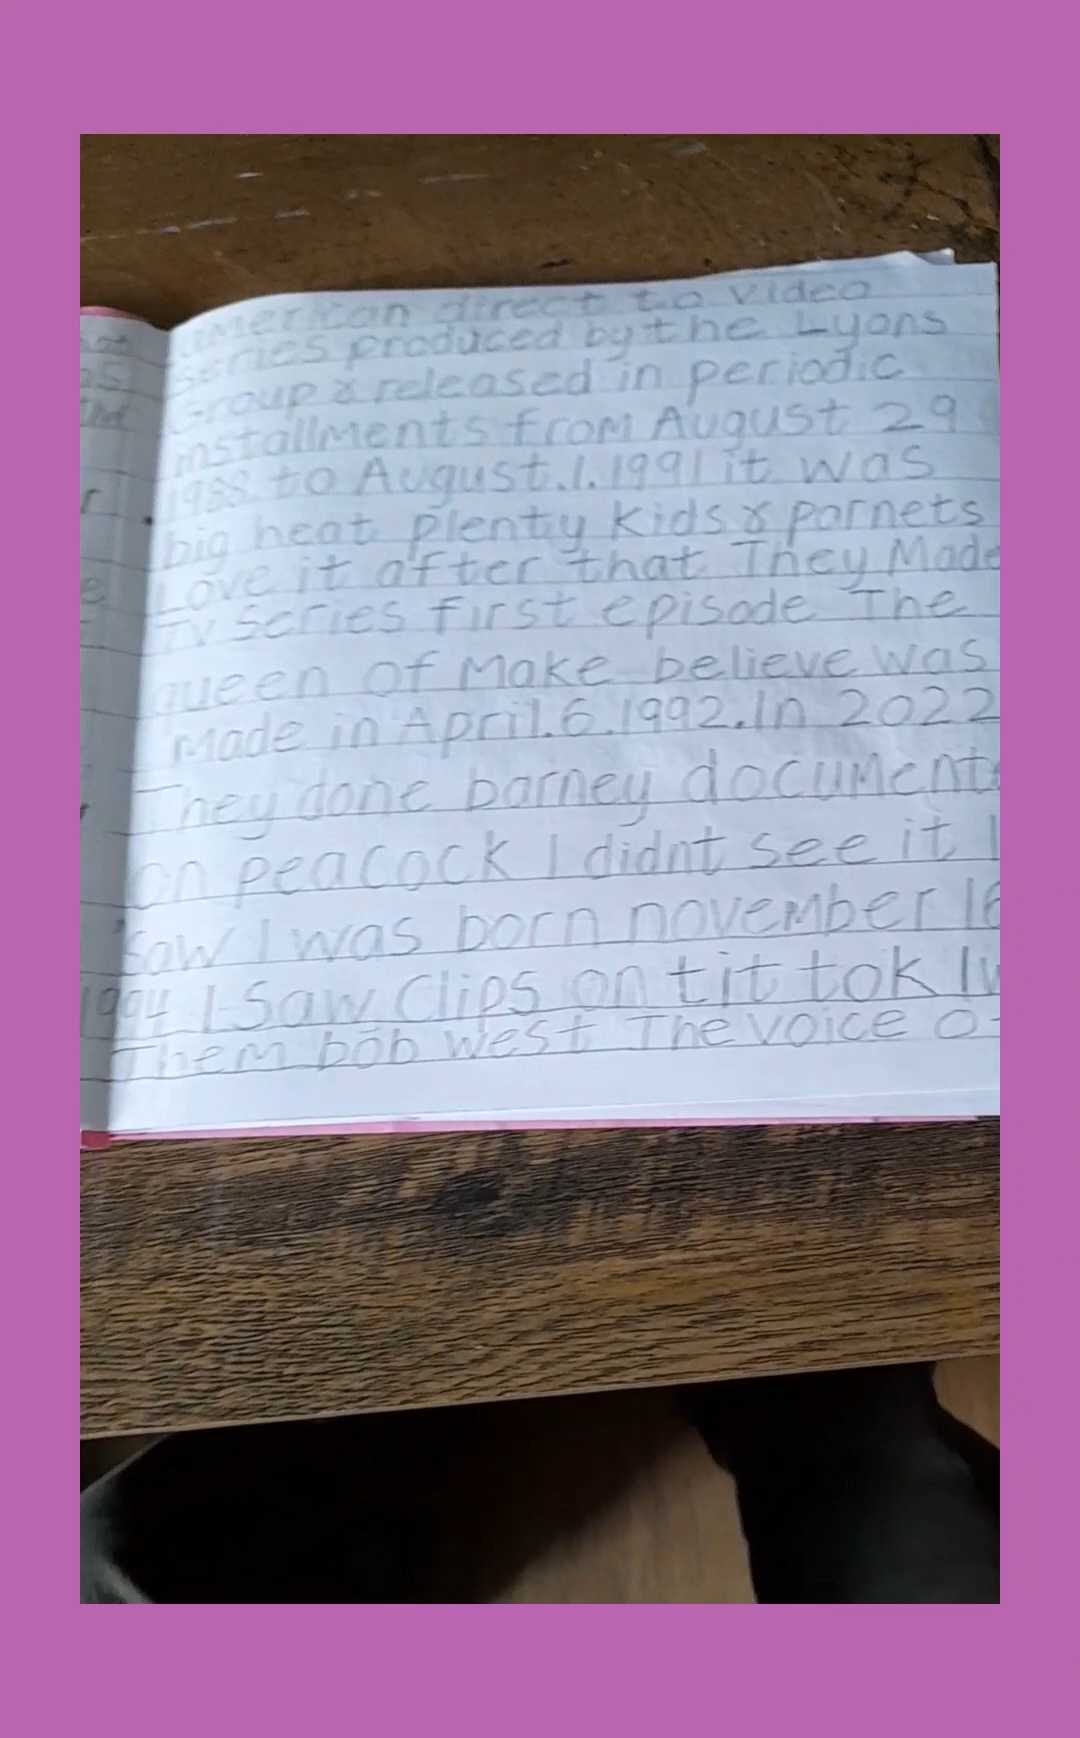 American direct to video
series produced by the Lyons
Group & released in periodic
installments from August 29
1988. to August.1.1991 it was
big heat plenty kids & parnets
Love it after that They Made
TV series first episode The
queen of Make believe was
Made in April.6.1992.In 2022
They done barney document
on peacock I didnt see it I
saw I was born november 16
1994 I saw Clips on tit tok
Them bob west The voice